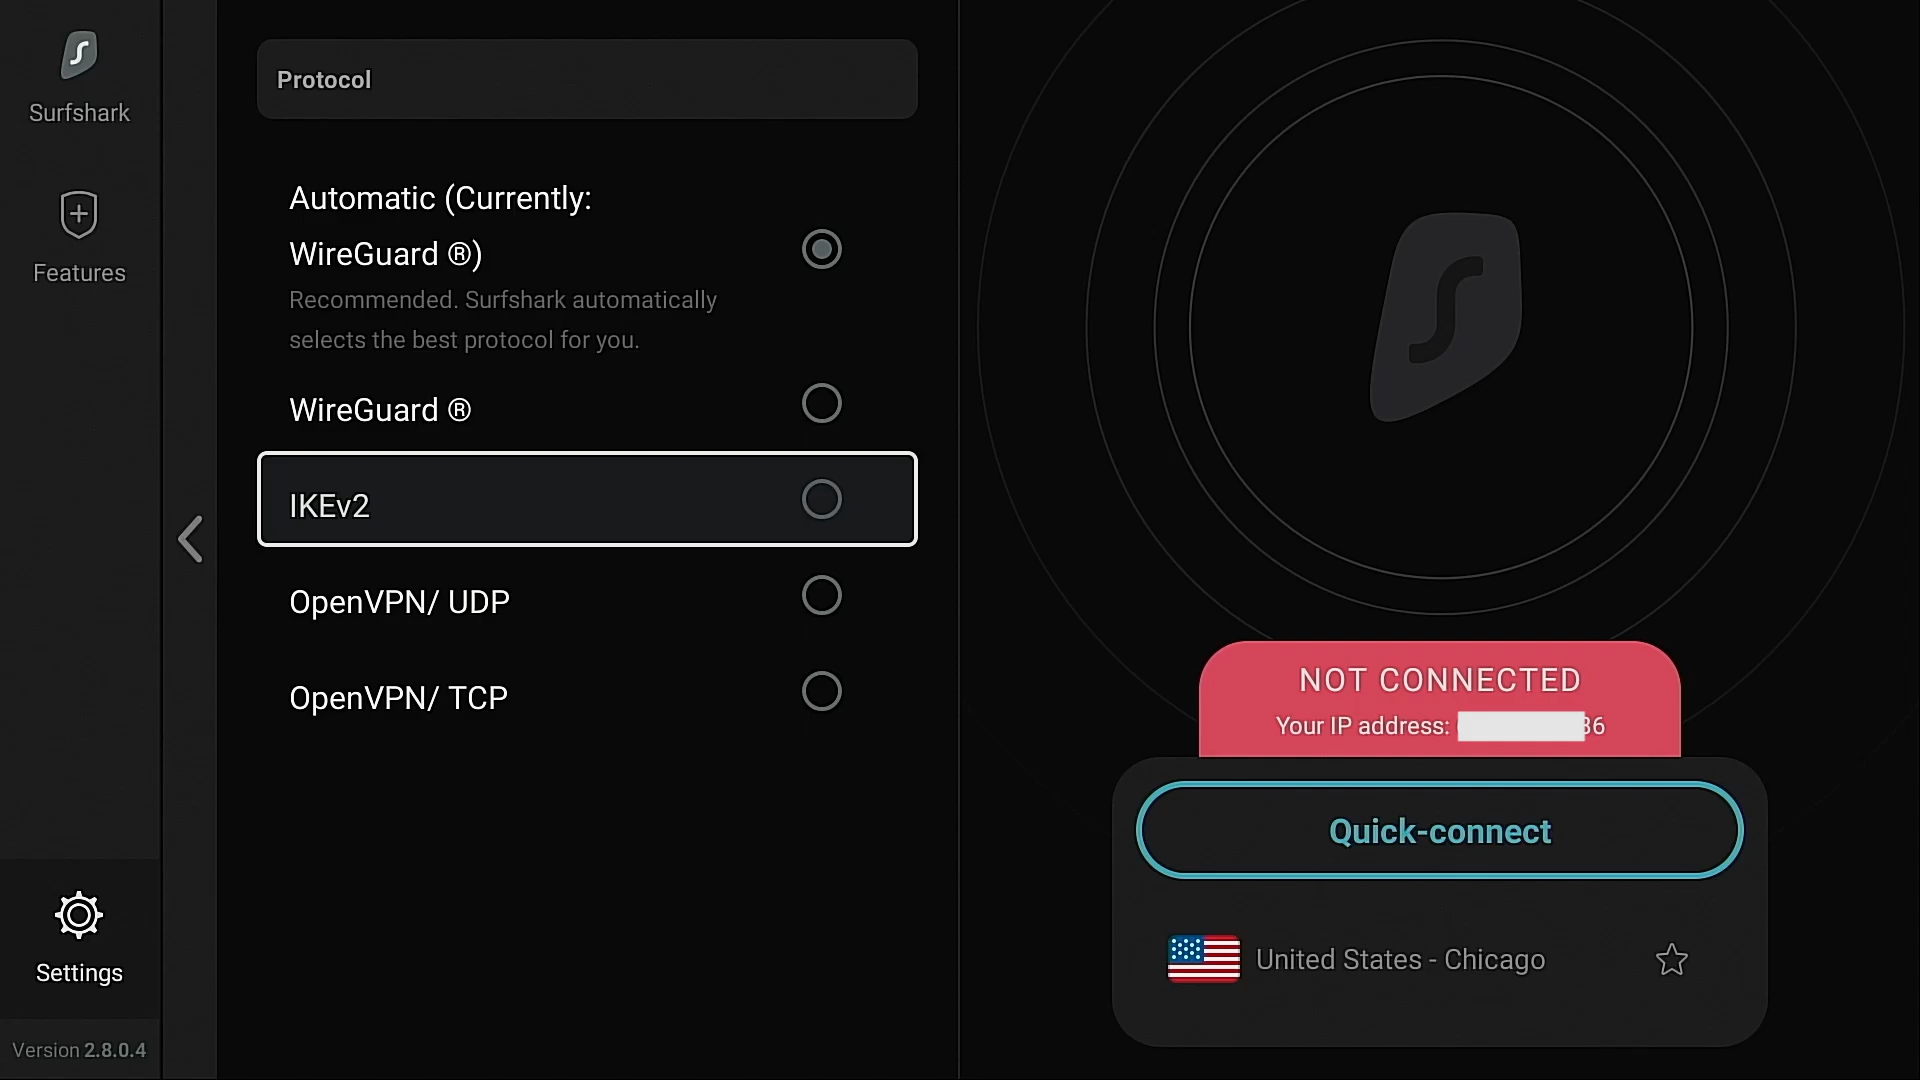 Surfshark
Features
Settings
Version 2.8.0.4
Protocol
Automatic (Currently:
WireGuard ®)
Recommended. Surfshark automatically
selects the best protocol for you.
WireGuard ®
IKEv2
OpenVPN/ UDP
OpenVPN/ TCP
NOT CONNECTED
Your IP address: 36
Quick-connect
United States - Chicago